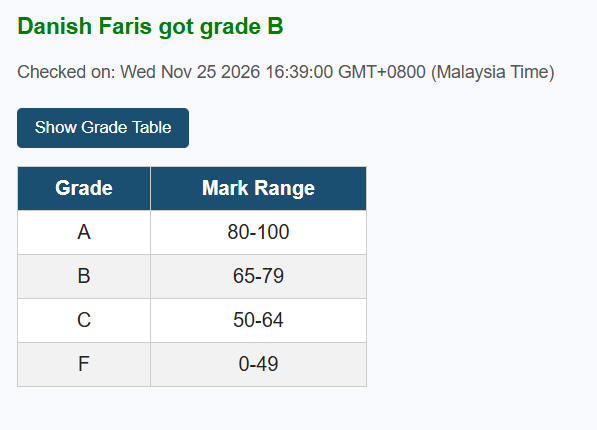 Danish Faris got grade B
Checked on: Wed Nov 25 2026 16:39:00 GMT+0800 (Malaysia Time)
Show Grade Table
Grade Mark Range
A 80-100
B 65-79
C 50-64
F 0-49